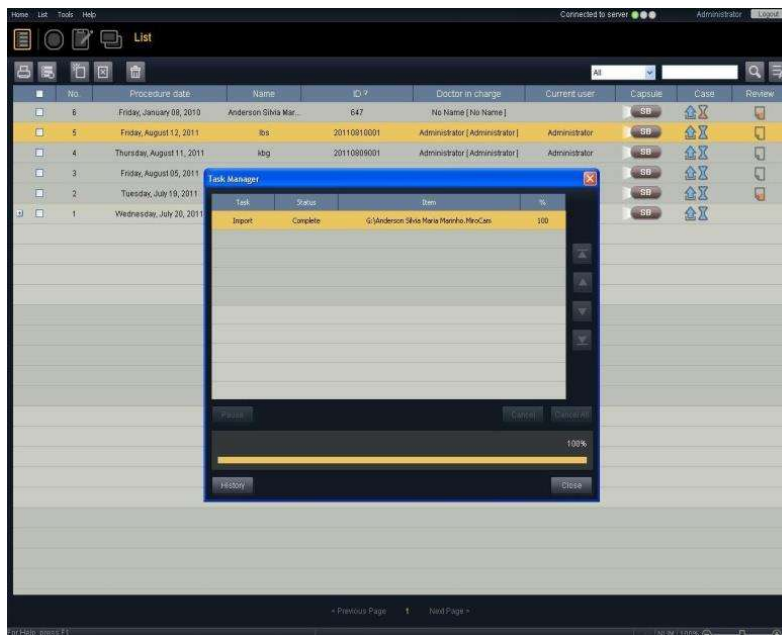 Home List Tools Help Connected to server Administrator Logout
List
All
No. Procedure date Name ID Doctor in charge Current user Capsule Case Review
6 Friday, January 08, 2010 Anderson Silvia Mar... 647 No Name [ No Name ] SB
5 Friday, August 12, 2011 lbs 20110810001 Administrator [ Administrator ] Administrator SB
4 Thursday, August 11, 2011 kbg 20110809001 Administrator [ Administrator ] Administrator SB
3 Friday, August 05, 2011 SB
2 Tuesday, July 19, 2011 SB
1 Wednesday, July 20, 2011 SB
Task Manager
Task Status Item %
Import Complete G:\Anderson Silvia Maria Marinho.MiroCam 100
Pause Cancel Cancel All
100%
History Close
« Previous Page 1 Next Page »
For Help, press F1 100%